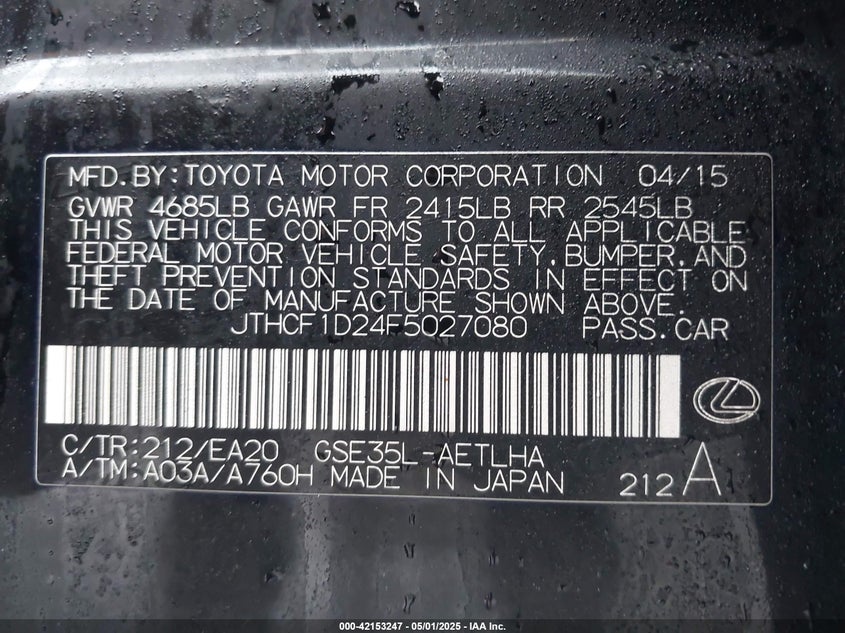 MFD.BY:TOYOTA MOTOR CORPORATION 04/15
GVWR 4685LB GAWR FR 2415LB RR 2545LB
THIS VEHICLE CONFORMS TO ALL APPLICABLE
FEDERAL MOTOR VEHICLE SAFETY,BUMPER,AND
THEFT PREVENTION STANDARDS IN EFFECT ON
THE DATE OF MANUFACTURE SHOWN ABOVE.
JTHCF1D24F5027080 PASS.CAR
C/TR:212/EA20 GSE35L-AETLHA
A/TM:A03A/A760H MADE IN JAPAN 212 A
000-42153247 - 05/01/2025 - IAA Inc.